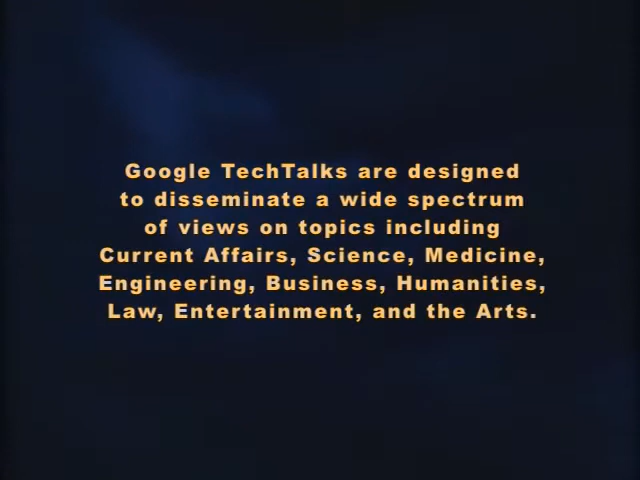 Google TechTalks are designed
to disseminate a wide spectrum
of views on topics including
Current Affairs, Science, Medicine,
Engineering, Business, Humanities,
Law, Entertainment, and the Arts.